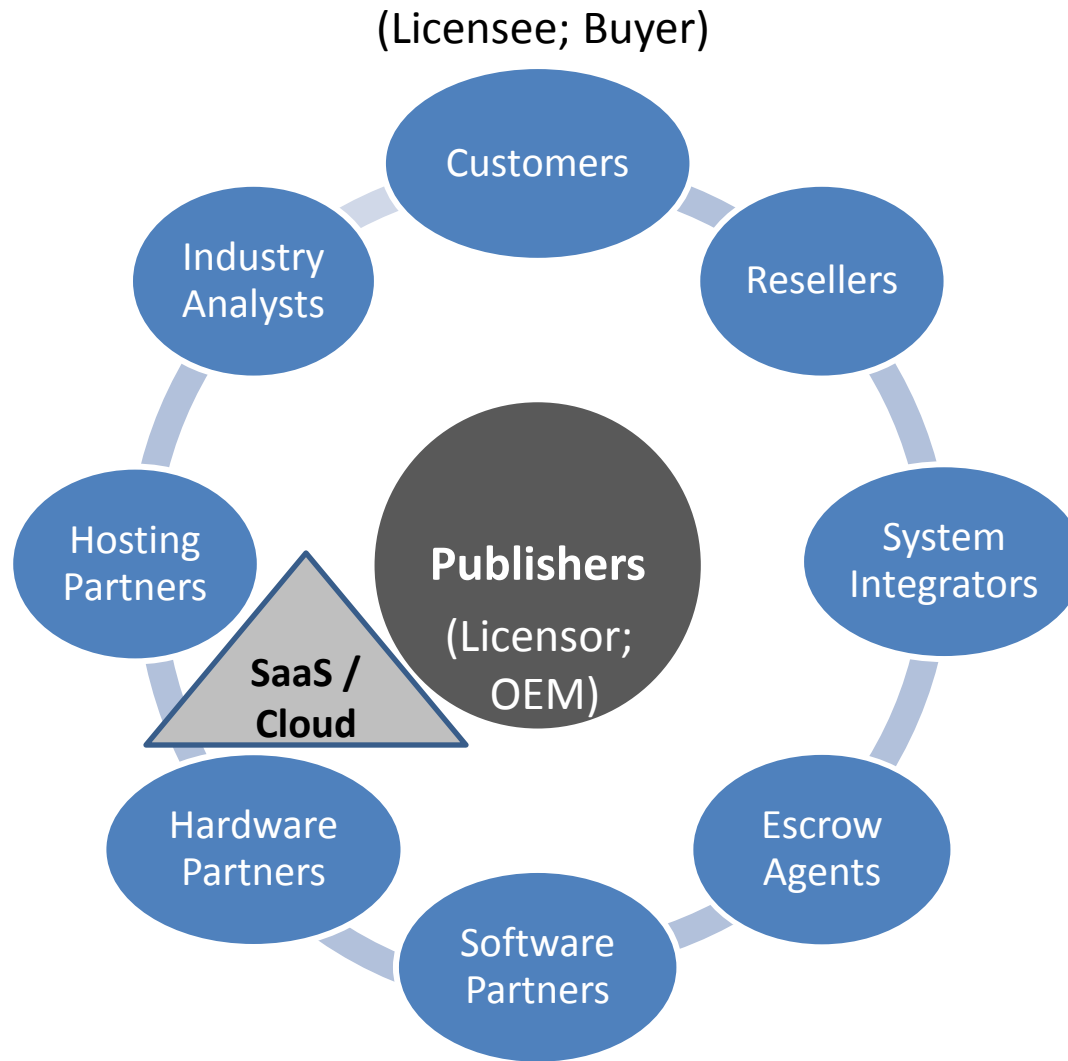 (Licensee; Buyer)
Customers
Industry
Analysts
Resellers
Hosting
Partners
Publishers
(Licensor;
OEM)
System
Integrators
SaaS /
Cloud
Hardware
Partners
Escrow
Agents
Software
Partners